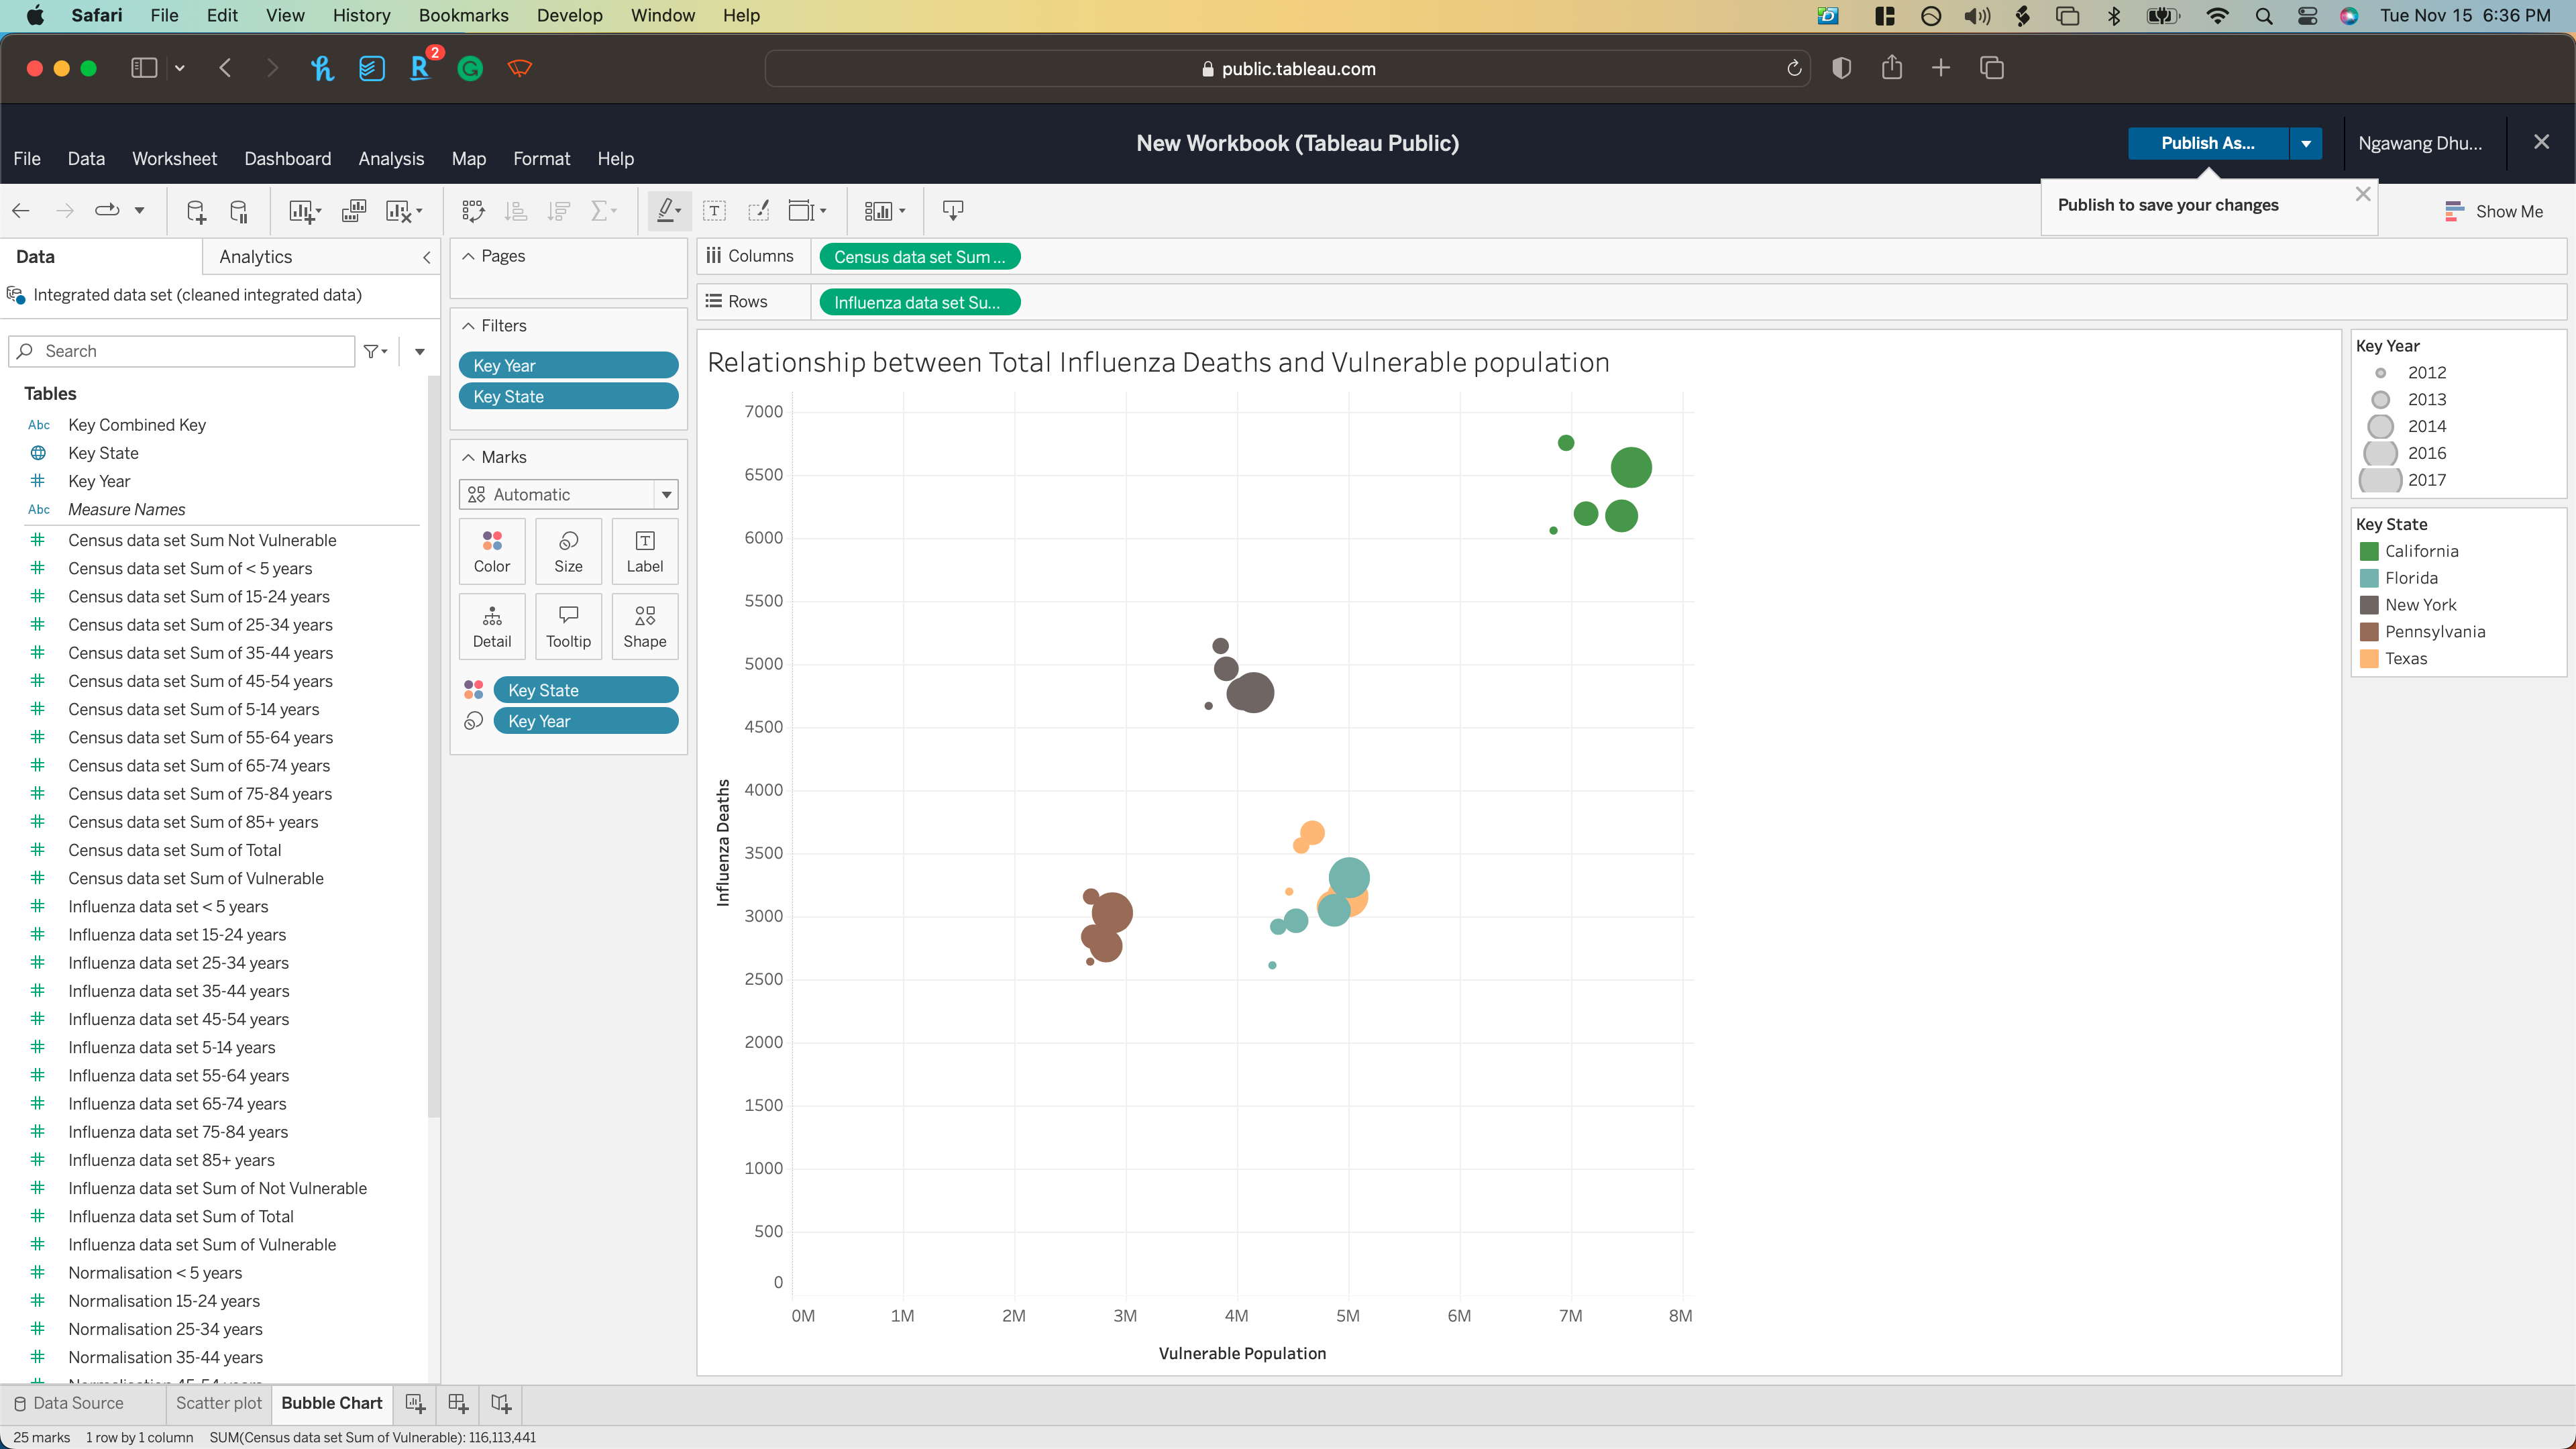 Safari File Edit View History Bookmarks Develop Window Help Tue Nov 15 6:36 PM
2
public.tableau.com
New Workbook (Tableau Public)
Publish As...
Ngawang Dhu...
File Data Worksheet Dashboard Analysis Map Format Help
Publish to save your changes
Show Me
Data Analytics
Integrated data set (cleaned integrated data)
Search
Tables
Abc Key Combined Key
Key State
Key Year
Abc Measure Names
Census data set Sum Not Vulnerable
Census data set Sum of < 5 years
Census data set Sum of 15-24 years
Census data set Sum of 25-34 years
Census data set Sum of 35-44 years
Census data set Sum of 45-54 years
Census data set Sum of 5-14 years
Census data set Sum of 55-64 years
Census data set Sum of 65-74 years
Census data set Sum of 75-84 years
Census data set Sum of 85+ years
Census data set Sum of Total
Census data set Sum of Vulnerable
Influenza data set < 5 years
Influenza data set 15-24 years
Influenza data set 25-34 years
Influenza data set 35-44 years
Influenza data set 45-54 years
Influenza data set 5-14 years
Influenza data set 55-64 years
Influenza data set 65-74 years
Influenza data set 75-84 years
Influenza data set 85+ years
Influenza data set Sum of Not Vulnerable
Influenza data set Sum of Total
Influenza data set Sum of Vulnerable
Normalisation < 5 years
Normalisation 15-24 years
Normalisation 25-34 years
Normalisation 35-44 years
Pages
Filters
Key Year
Key State
Marks
Automatic
Color Size Label
Detail Tooltip Shape
Key State
Key Year
Columns Census data set Sum ...
Rows Influenza data set Su...
Relationship between Total Influenza Deaths and Vulnerable population
7000
6500
6000
5500
5000
4500
4000
3500
3000
2500
2000
1500
1000
500
0
Influenza Deaths
0M 1M 2M 3M 4M 5M 6M 7M 8M
Vulnerable Population
Key Year
2012
2013
2014
2016
2017
Key State
California
Florida
New York
Pennsylvania
Texas
Data Source Scatter plot Bubble Chart
25 marks 1 row by 1 column SUM(Census data set Sum of Vulnerable): 116,113,441